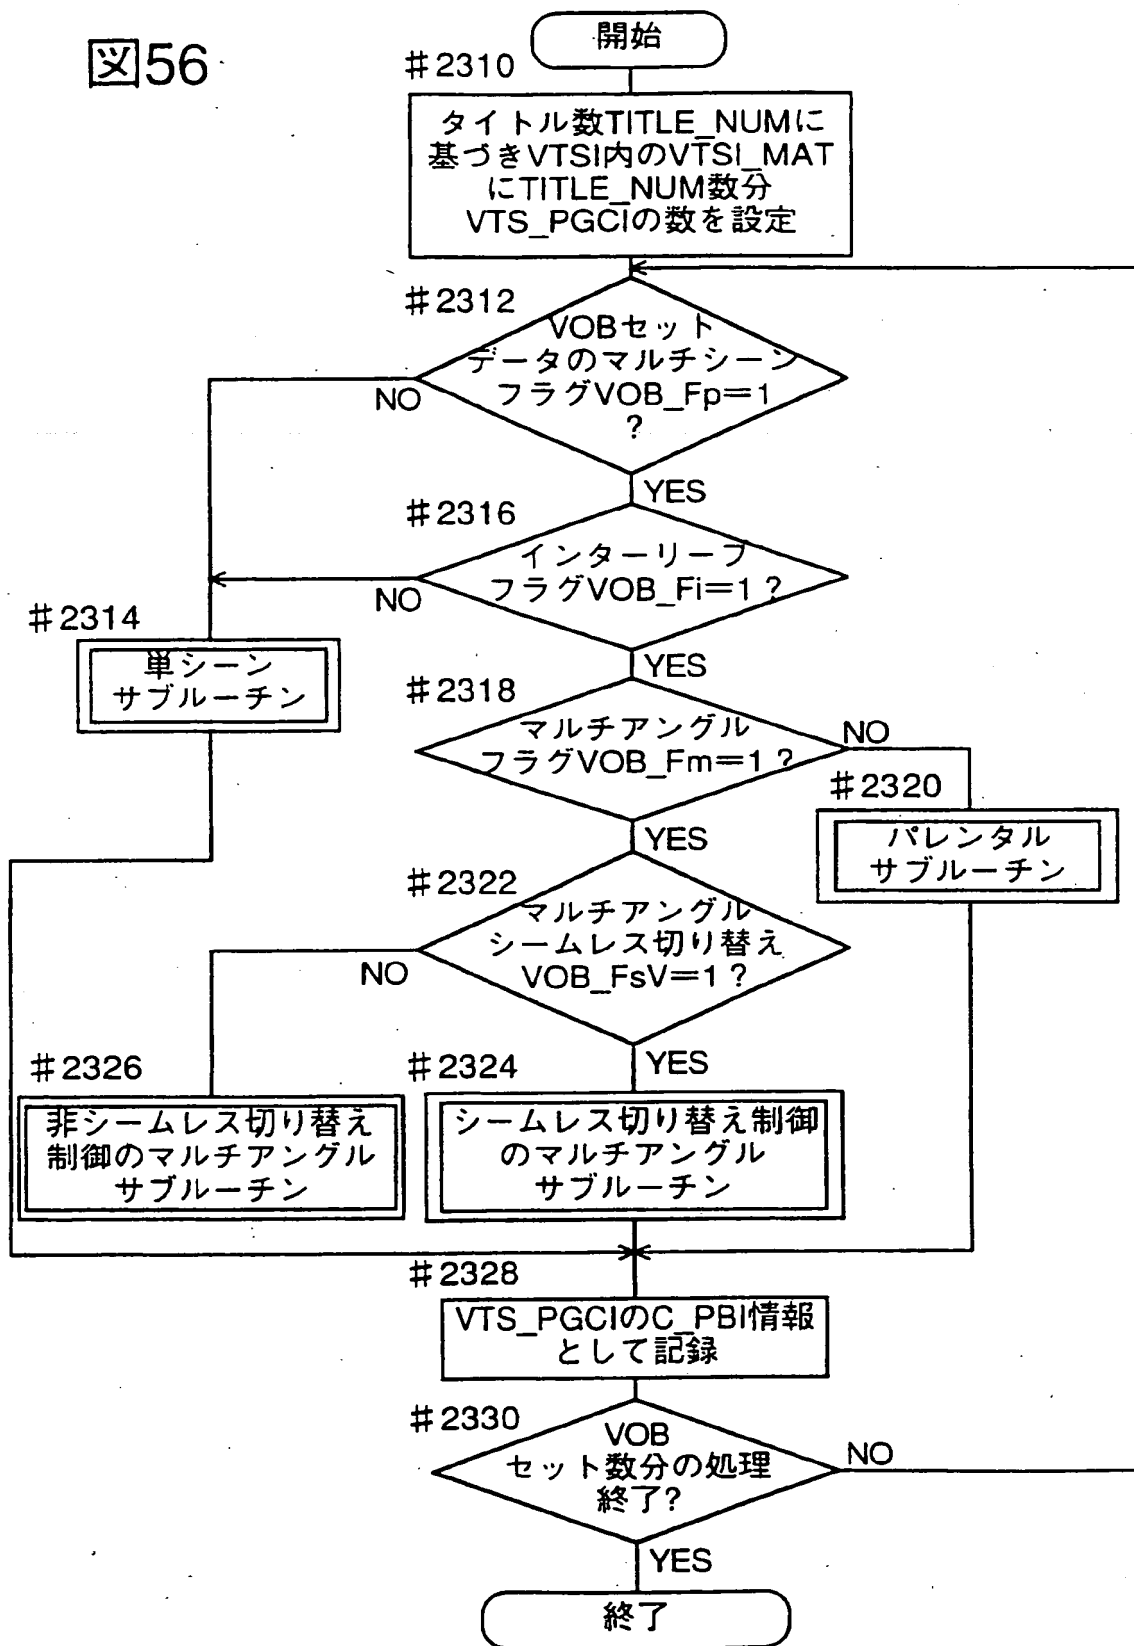 図56
開始
#2310
タイトル数TITLE_NUMに
基づきVTSI内のVTSI_MAT
にTITLE_NUM数分
VTS_PGCIの数を設定
#2312
VOBセット
データのマルチシーン
フラグVOB_Fp=1
?
NO
YES
#2316
インターリーブ
フラグVOB_Fi=1?
NO
YES
#2314
単シーン
サブルーチン
#2318
マルチアングル
フラグVOB_Fm=1?
NO
YES
#2320
パレンタル
サブルーチン
#2322
マルチアングル
シームレス切り替え
VOB_FsV=1?
NO
YES
#2326
非シームレス切り替え
制御のマルチアングル
サブルーチン
#2324
シームレス切り替え制御
のマルチアングル
サブルーチン
#2328
VTS_PGCIのC_PBI情報
として記録
#2330
VOB
セット数分の処理
終了?
NO
YES
終了